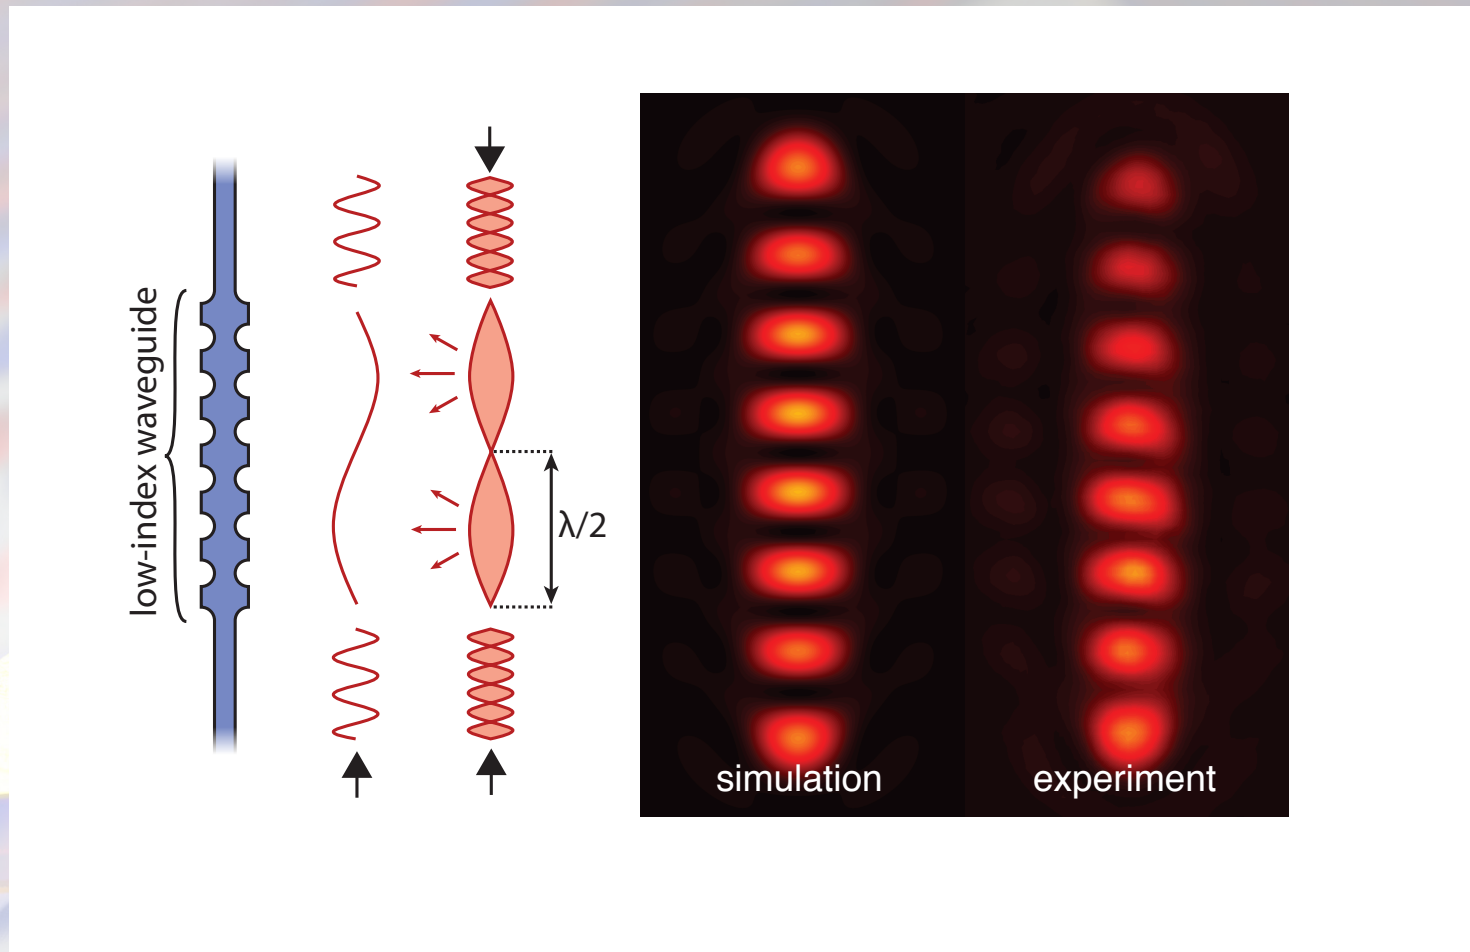 low-index waveguide
λ/2
simulation
experiment